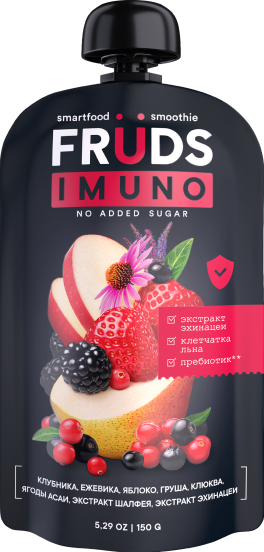 smartfood smoothie
FRÜDS
IMUNO
NO ADDED SUGAR
экстракт
эхинацеи
клетчатка
льна
пребиотик**
КЛУБНИКА, ЕЖЕВИКА, ЯБЛОКО, ГРУША, КЛЮКВА,
ЯГОДЫ АСАИ, ЭКСТРАКТ ШАЛФЕЯ, ЭКСТРАКТ ЭХИНАЦЕИ
5.29 OZ | 150 G